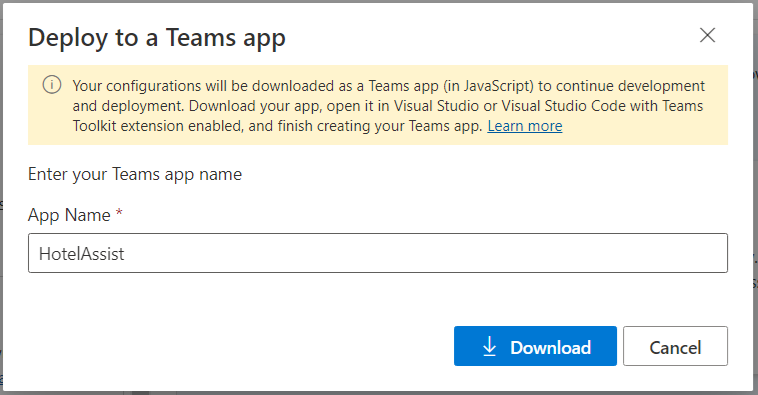 Deploy to a Teams app
Your configurations will be downloaded as a Teams app (in JavaScript) to continue development
and deployment. Download your app, open it in Visual Studio or Visual Studio Code with Teams
Toolkit extension enabled, and finish creating your Teams app. Learn more
Enter your Teams app name
App Name *
HotelAssist
Download
Cancel